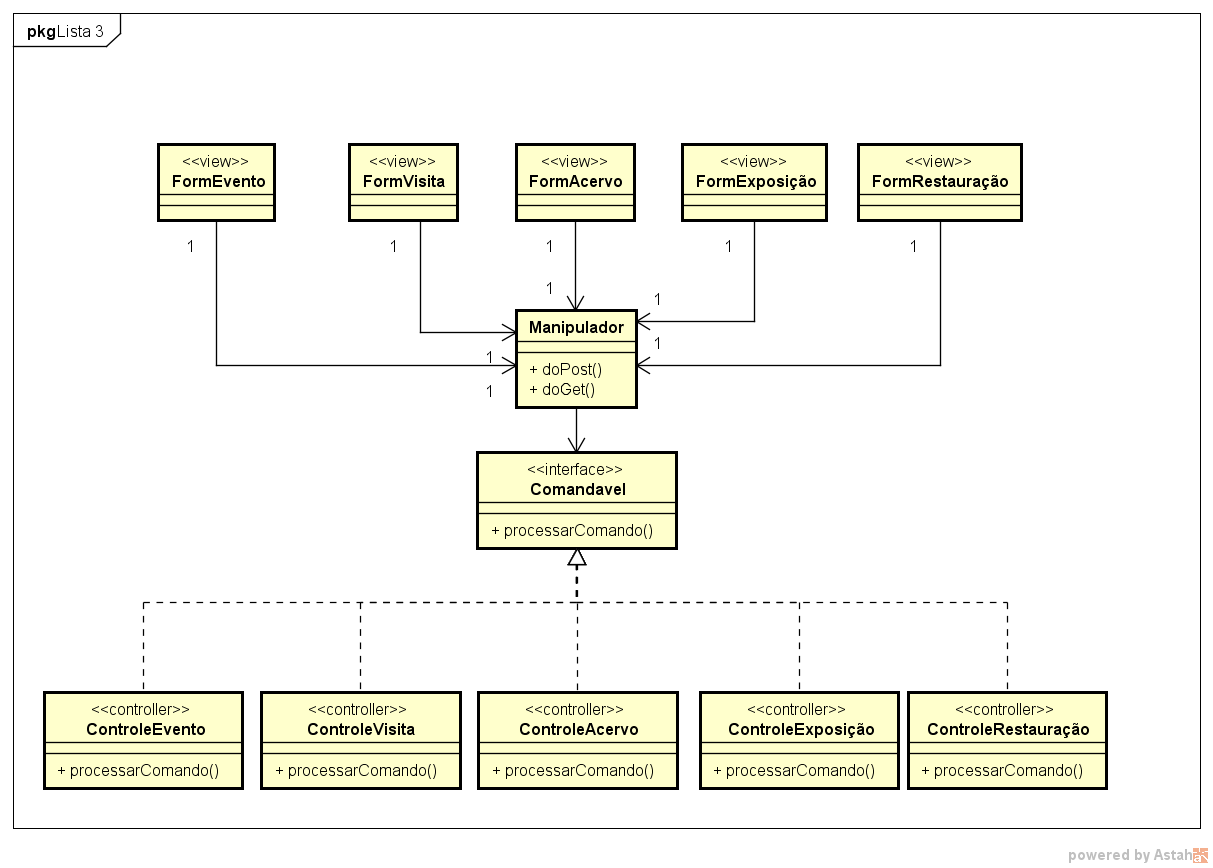 pkgLista 3
<<view>>
FormEvento
<<view>>
FormVisita
<<view>>
FormAcervo
<<view>>
FormExposição
<<view>>
FormRestauração
1
1
1
1
1
1
1
1
1
1
Manipulador
+ doPost()
+ doGet()
<<interface>>
Comandavel
+ processarComando()
<<controller>>
ControleEvento
+ processarComando()
<<controller>>
ControleVisita
+ processarComando()
<<controller>>
ControleAcervo
+ processarComando()
<<controller>>
ControleExposição
+ processarComando()
<<controller>>
ControleRestauração
+ processarComando()
powered by Astah